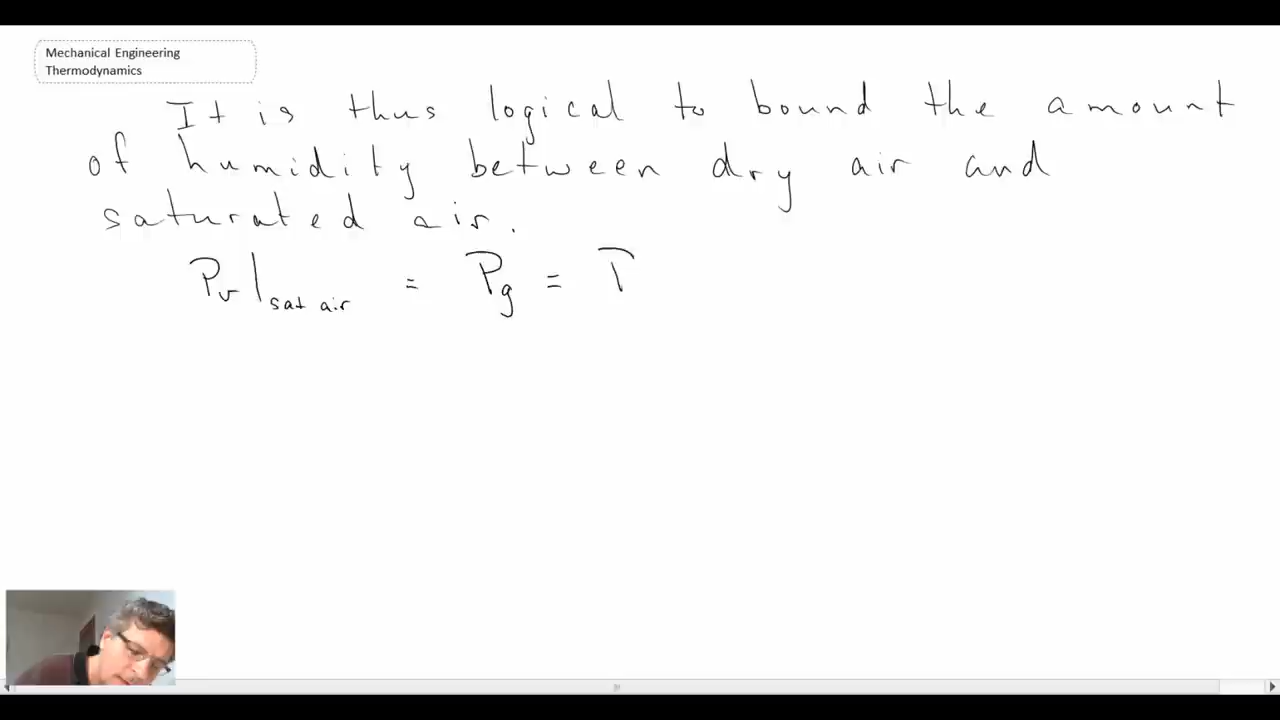 Mechanical Engineering
Thermodynamics
It is thus logical to bound the amount
of humidity between dry air and
saturated air.
Pv|sat air = Pg =